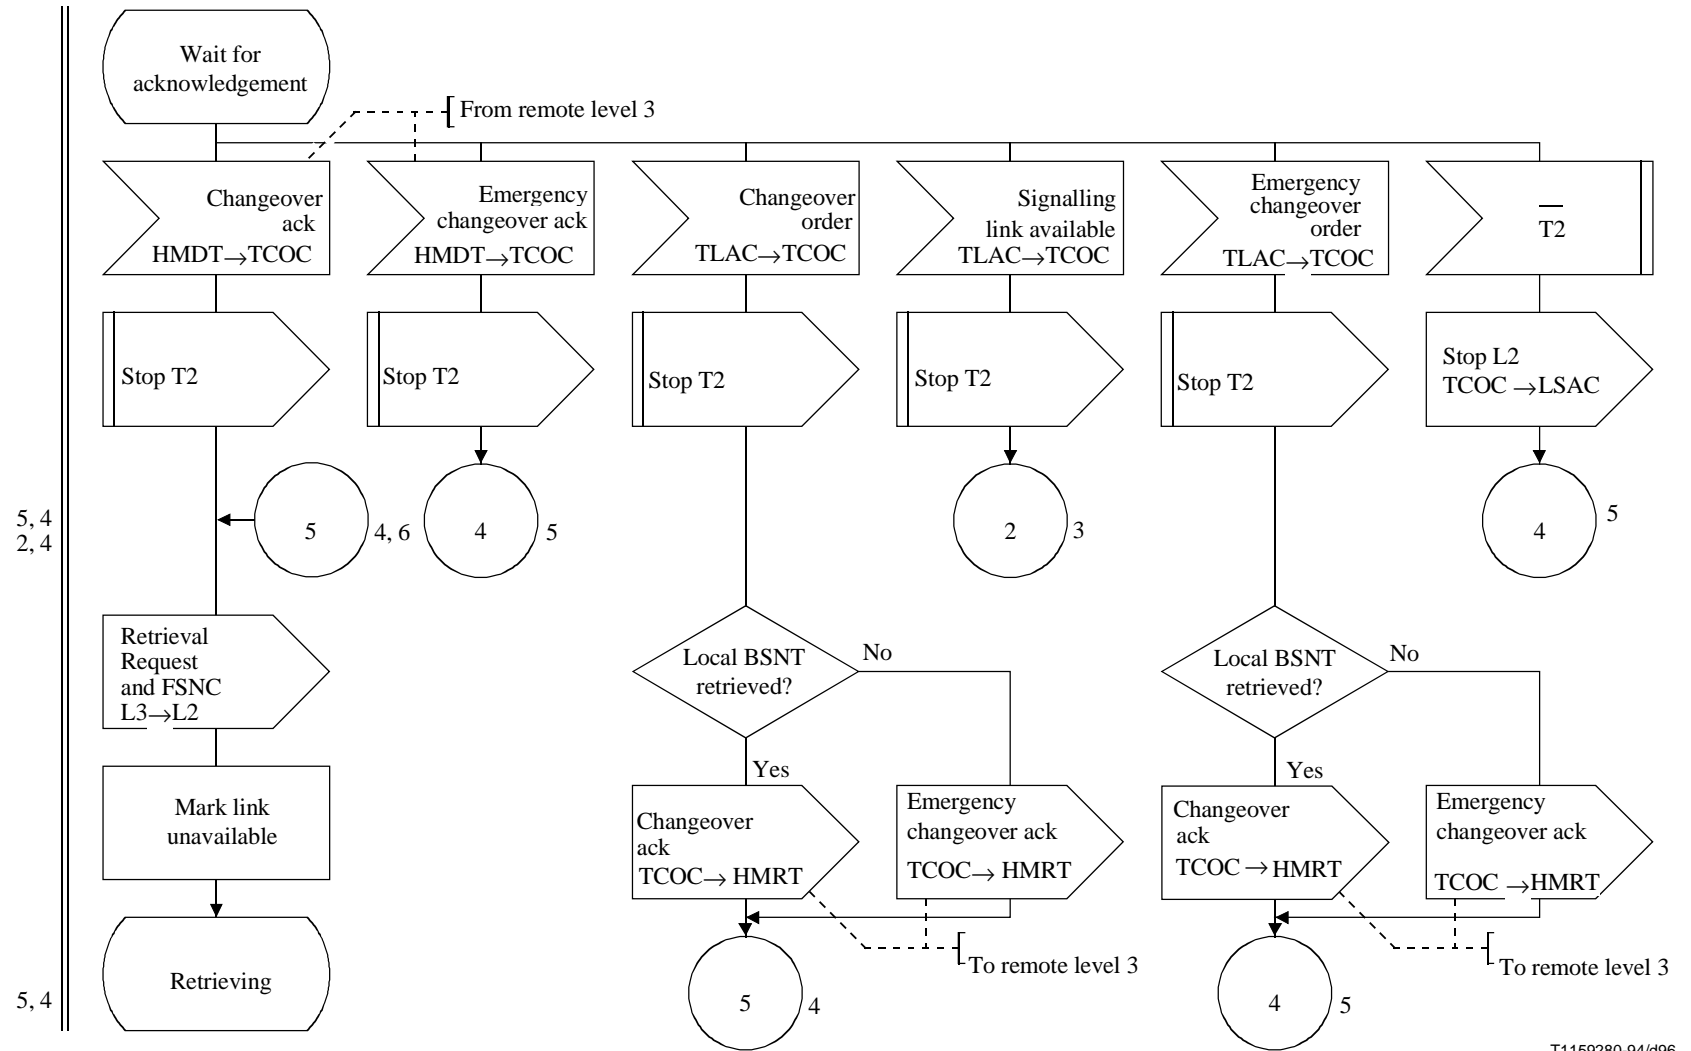 Wait for
acknowledgement
From remote level 3
Changeover
ack
HMDT→TCOC
Emergency
changeover ack
HMDT→TCOC
Changeover
order
TLAC→TCOC
Signalling
link available
TLAC→TCOC
Emergency
changeover
order
TLAC→TCOC
T2
Stop T2
Stop T2
Stop T2
Stop T2
Stop T2
Stop L2
TCOC →LSAC
5, 4
2, 4
5
4, 6
4
5
2
3
4
5
Retrieval
Request
and FSNC
L3→L2
Local BSNT
retrieved?
No
Yes
Local BSNT
retrieved?
No
Yes
Mark link
unavailable
Changeover
ack
TCOC→ HMRT
Emergency
changeover ack
TCOC→ HMRT
Changeover
ack
TCOC → HMRT
Emergency
changeover ack
TCOC →HMRT
To remote level 3
To remote level 3
Retrieving
5, 4
5
4
4
5
T1159280-94/d96